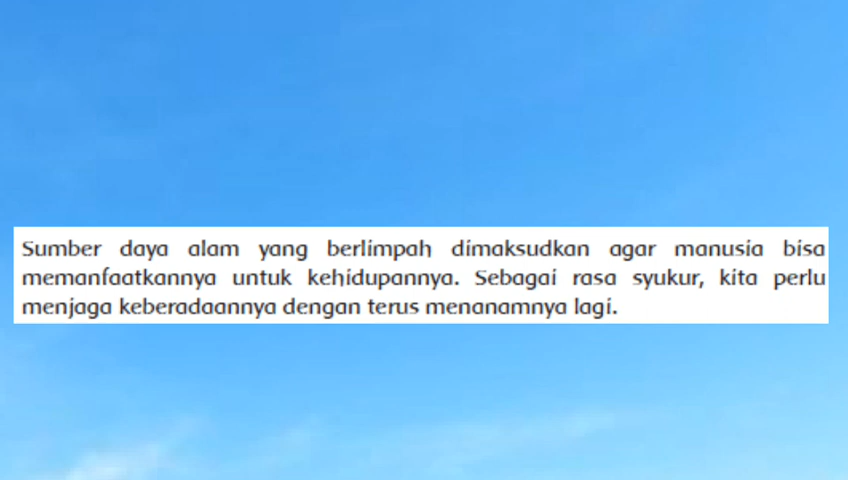 Sumber daya alam yang berlimpah dimaksudkan agar manusia bisa
memanfaatkannya untuk kehidupannya. Sebagai rasa syukur, kita perlu
menjaga keberadaannya dengan terus menanamnya lagi.